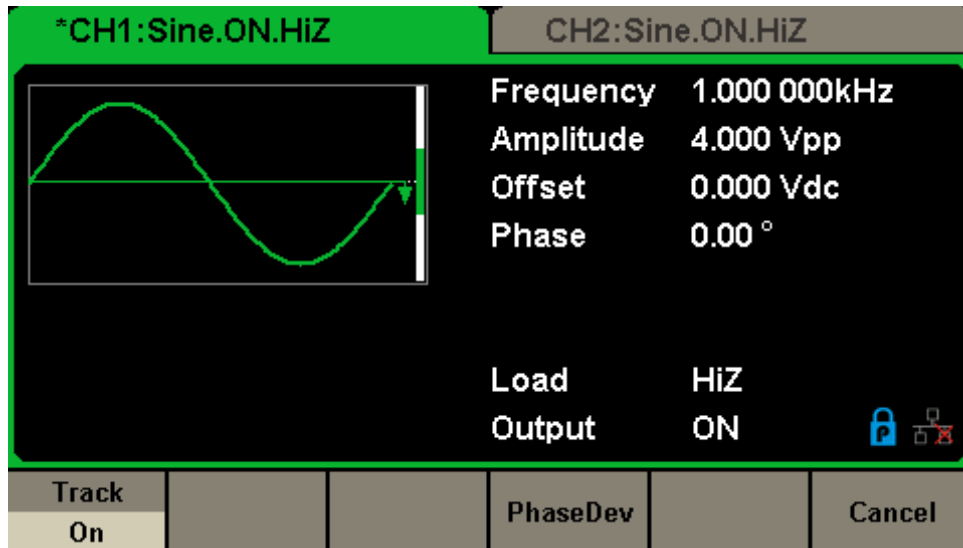 *CH1:Sine.ON.HiZ
CH2:Sine.ON.HiZ
Frequency 1.000 000kHz
Amplitude 4.000 Vpp
Offset 0.000 Vdc
Phase 0.00 °
Load HiZ
Output ON
P
Track
On
PhaseDev
Cancel